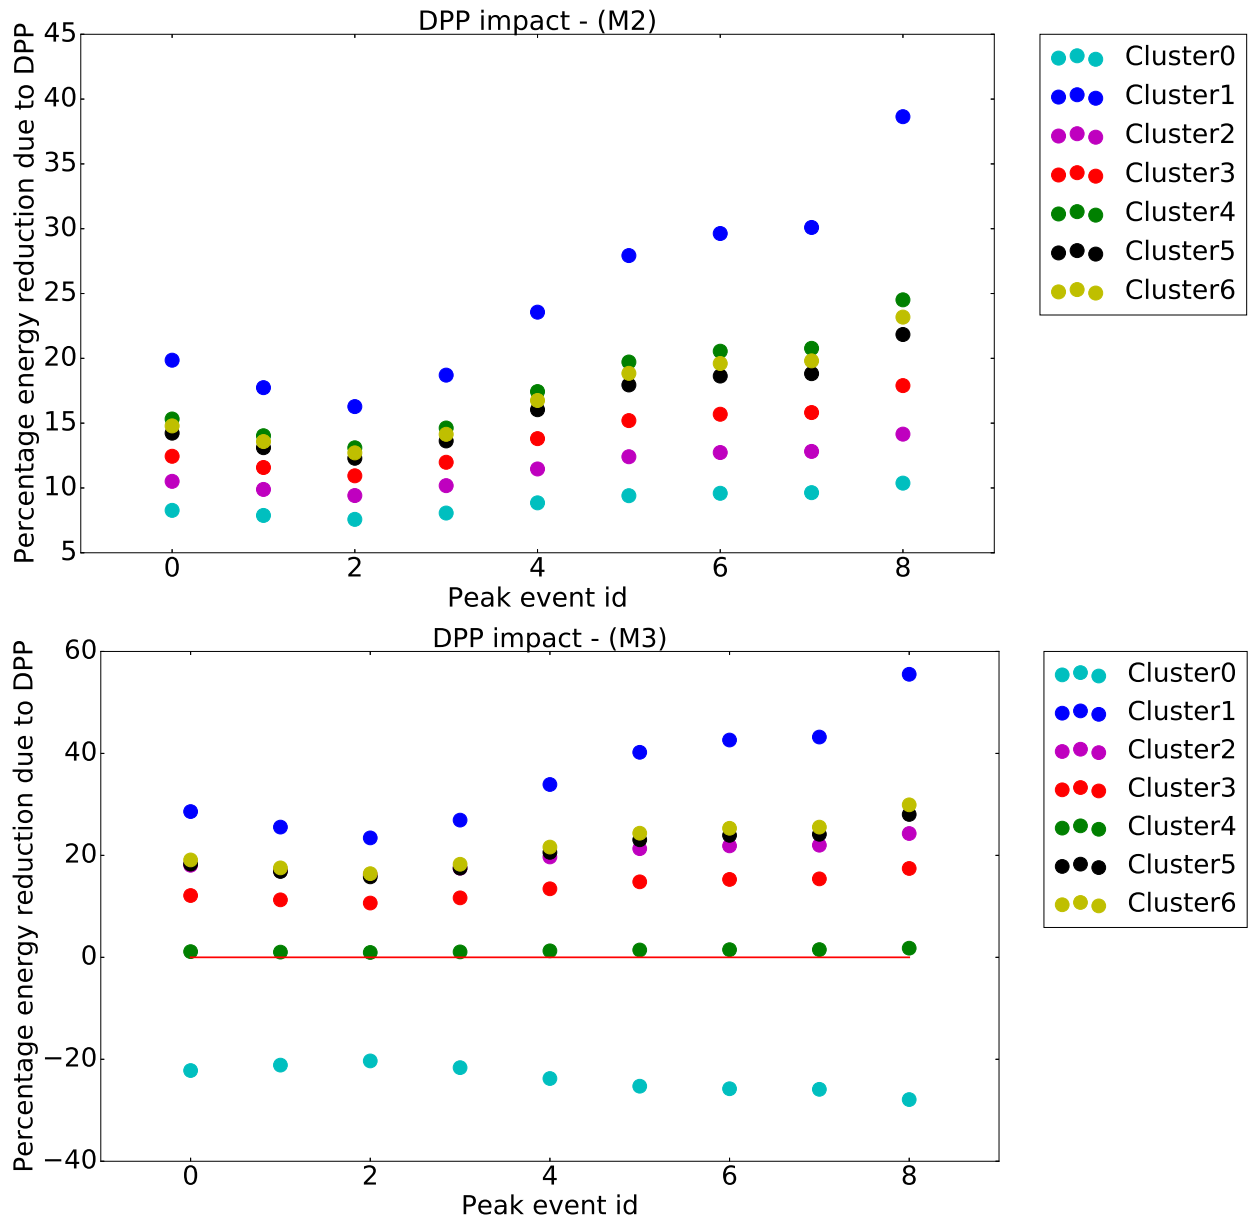 DPP impact - (M2)
Percentage energy reduction due to DPP
45
40
35
30
25
20
15
10
5
0 2 4 6 8
Peak event id
Cluster0
Cluster1
Cluster2
Cluster3
Cluster4
Cluster5
Cluster6
DPP impact - (M3)
Percentage energy reduction due to DPP
60
40
20
0
−20
−40
0 2 4 6 8
Peak event id
Cluster0
Cluster1
Cluster2
Cluster3
Cluster4
Cluster5
Cluster6